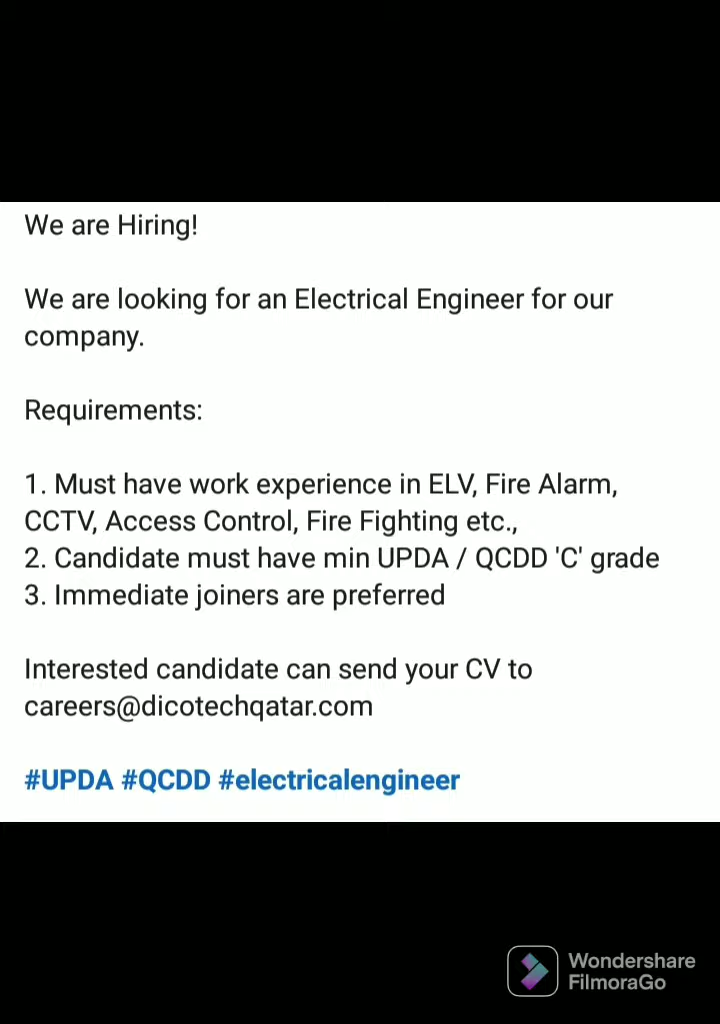 We are Hiring!
We are looking for an Electrical Engineer for our
company.
Requirements:
1. Must have work experience in ELV, Fire Alarm,
CCTV, Access Control, Fire Fighting etc.,
2. Candidate must have min UPDA / QCDD 'C' grade
3. Immediate joiners are preferred
Interested candidate can send your CV to
careers@dicotechqatar.com
#UPDA #QCDD #electricalengineer
Wondershare
FilmoraGo